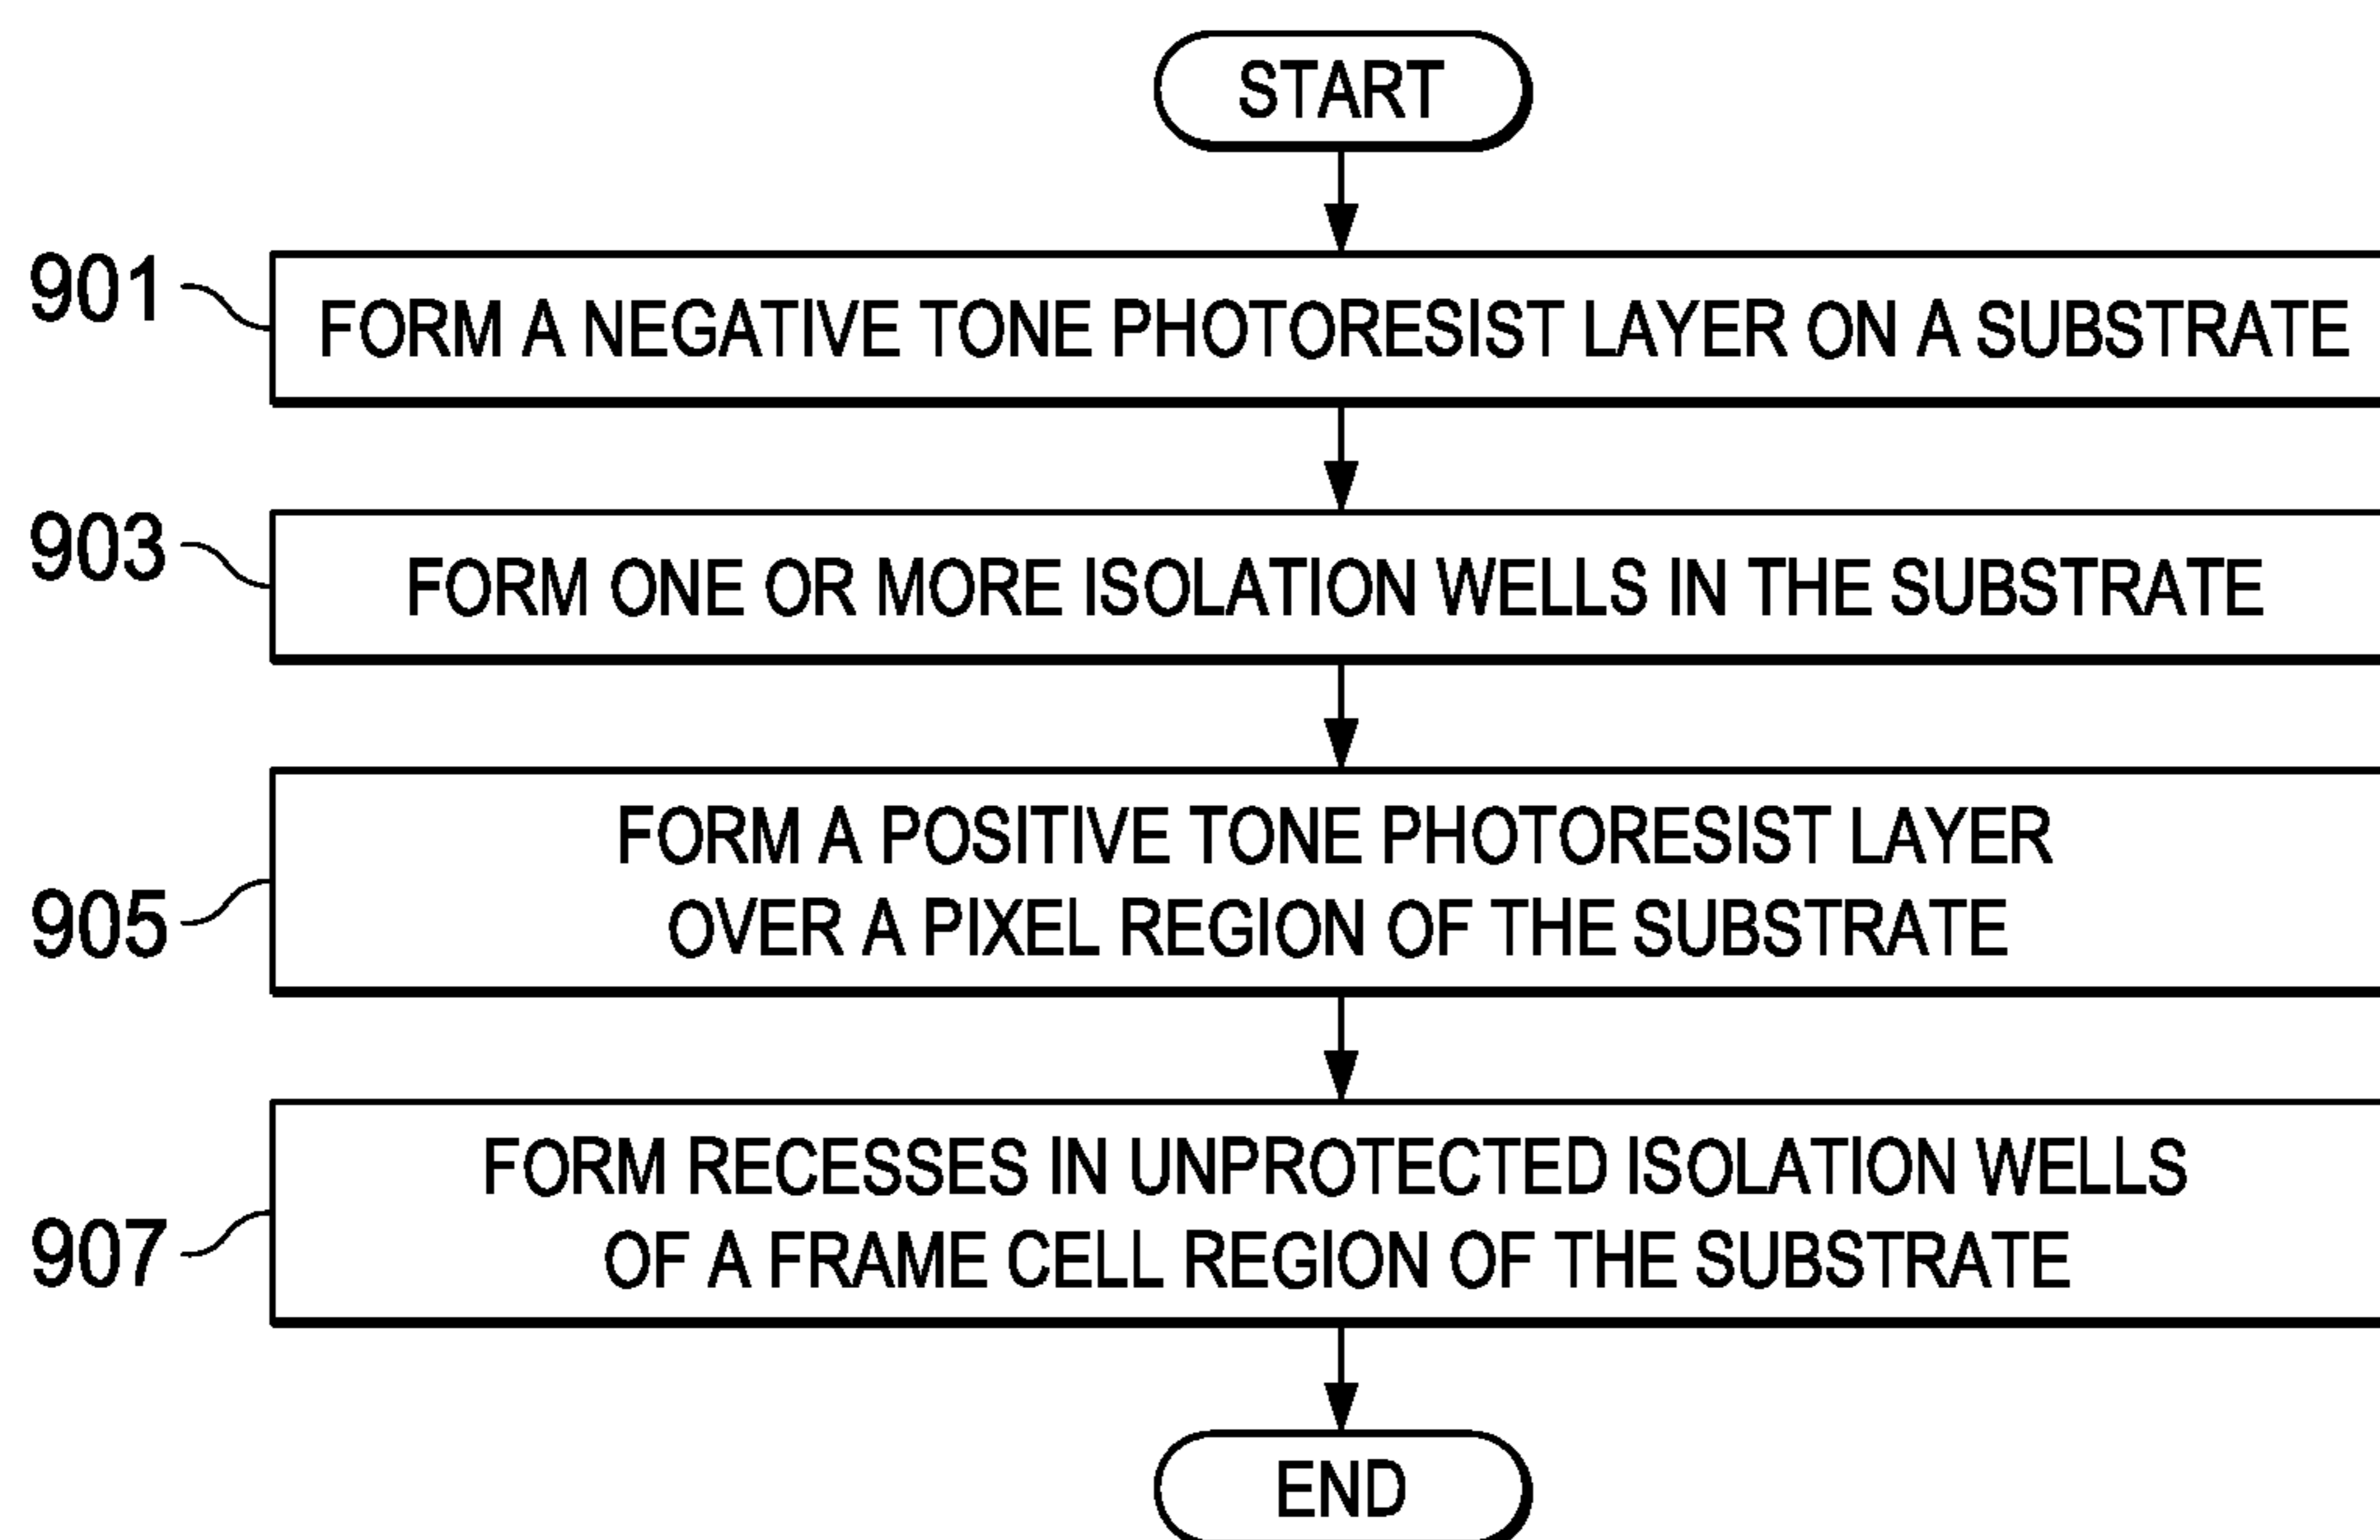 START
901
FORM A NEGATIVE TONE PHOTORESIST LAYER ON A SUBSTRATE
903
FORM ONE OR MORE ISOLATION WELLS IN THE SUBSTRATE
905
FORM A POSITIVE TONE PHOTORESIST LAYER
OVER A PIXEL REGION OF THE SUBSTRATE
907
FORM RECESSES IN UNPROTECTED ISOLATION WELLS
OF A FRAME CELL REGION OF THE SUBSTRATE
END